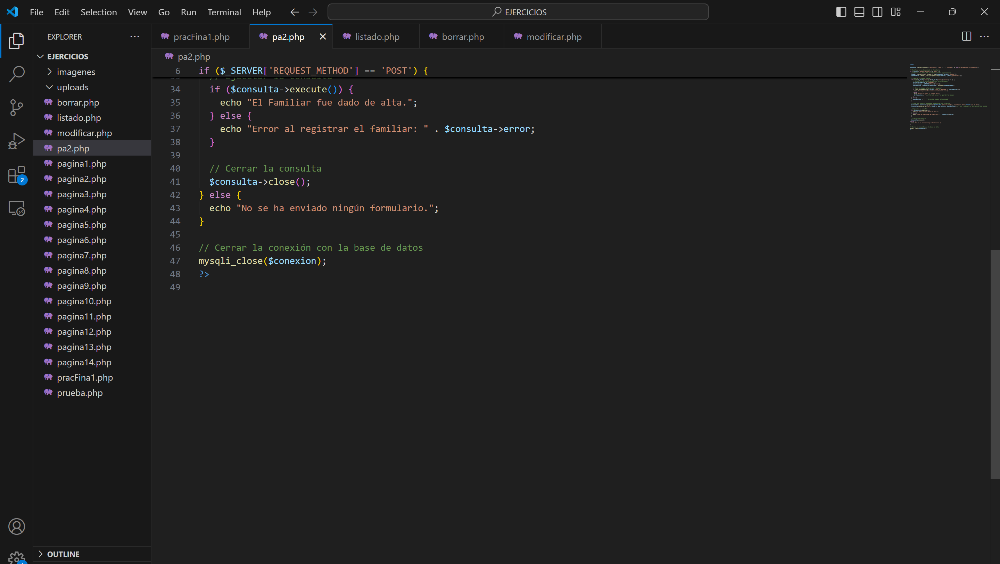 File Edit Selection View Go Run Terminal Help
EJERCICIOS
EXPLORER
pracFina1.php pa2.php listado.php borrar.php modificar.php
EJERCICIOS
imagenes
uploads
borrar.php
listado.php
modificar.php
pa2.php
pagina1.php
pagina2.php
pagina3.php
pagina4.php
pagina5.php
pagina6.php
pagina7.php
pagina8.php
pagina9.php
pagina10.php
pagina11.php
pagina12.php
pagina13.php
pagina14.php
pracFina1.php
prueba.php
OUTLINE
2
pa2.php
6 if ($_SERVER['REQUEST_METHOD'] == 'POST') {
34 if ($consulta->execute()) {
35 echo "El Familiar fue dado de alta.";
36 } else {
37 echo "Error al registrar el familiar: " . $consulta->error;
38 }
39
40 // Cerrar la consulta
41 $consulta->close();
42 } else {
43 echo "No se ha enviado ningún formulario.";
44 }
45
46 // Cerrar la conexión con la base de datos
47 mysqli_close($conexion);
48 ?>
49